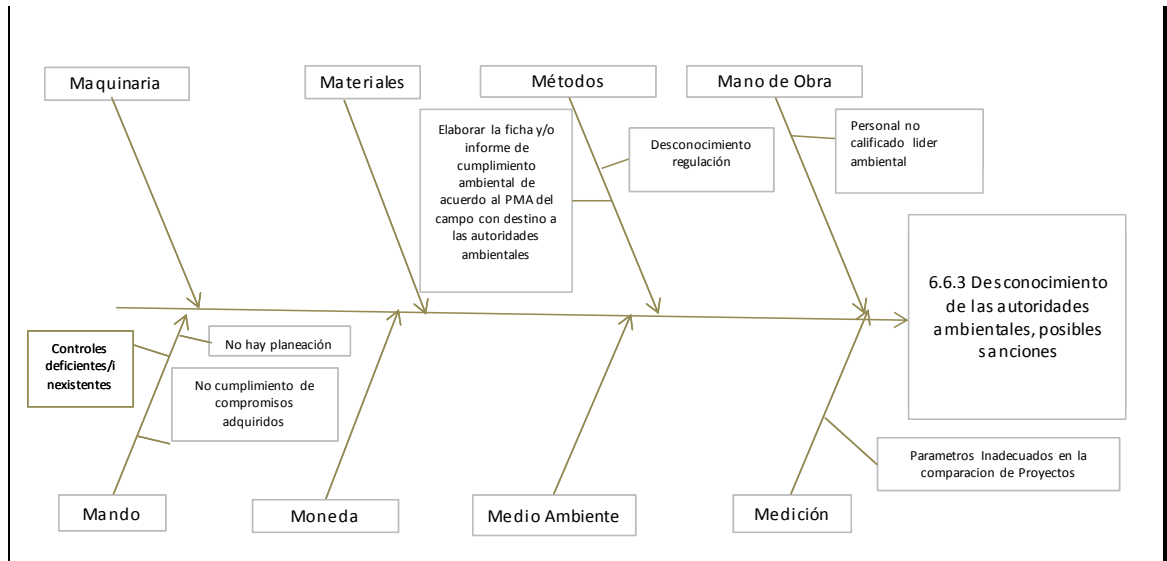 Maquinaria
Materiales
Métodos
Mano de Obra
Elaborar la ficha y/o
informe de
cumplimiento
ambiental de
acuerdo al PMA del
campo con destino a
las autoridades
ambientales
Desconocimiento
regulación
Personal no
calificado lider
ambiental
6.6.3 Desconocimiento
de las autoridades
ambientales, posibles
sanciones
Controles
deficientes/i
nexistentes
No hay planeación
No cumplimiento de
compromisos
adquiridos
Parametros Inadecuados en la
comparacion de Proyectos
Mando
Moneda
Medio Ambiente
Medición